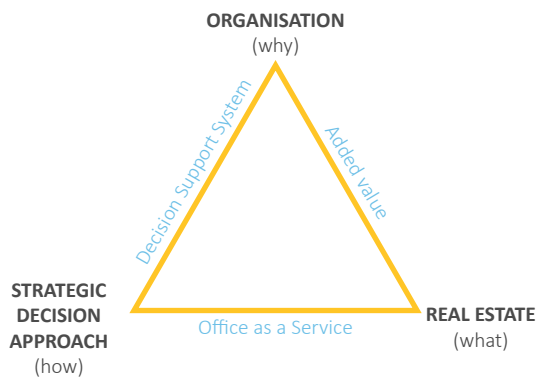 ORGANISATION
(why)
Decision Support System
Added value
STRATEGIC
DECISION
APPROACH
(how)
Office as a Service
REAL ESTATE
(what)